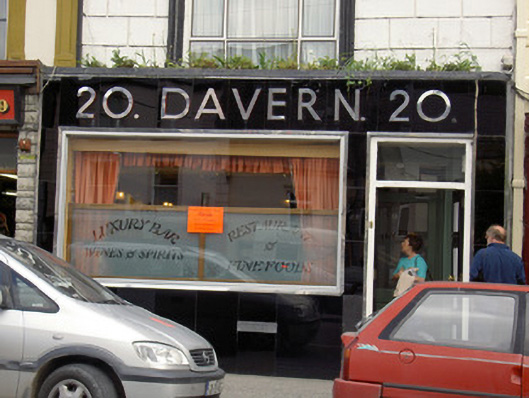 20. DAVERN. 20.
LUXURY BAR
WINES & SPIRITS
RESTAURANT
&
FINE FOODS